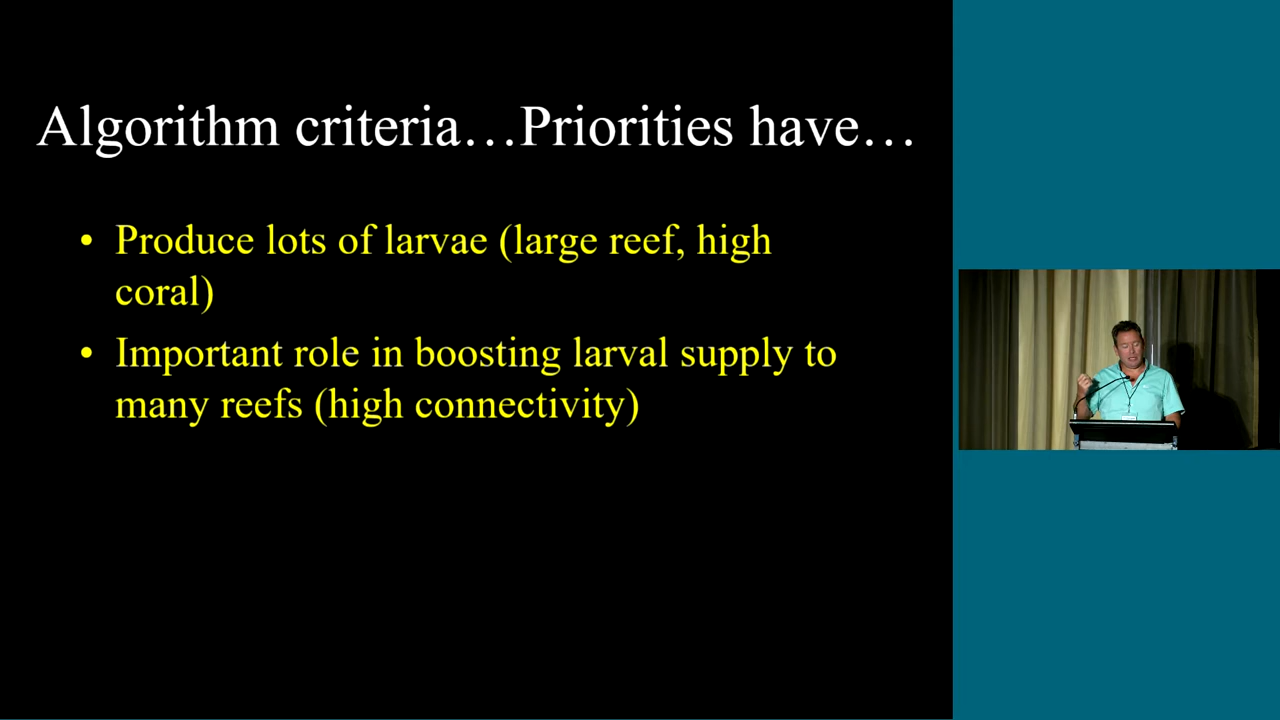 Algorithm criteria…Priorities have…
• Produce lots of larvae (large reef, high
coral)
• Important role in boosting larval supply to
many reefs (high connectivity)